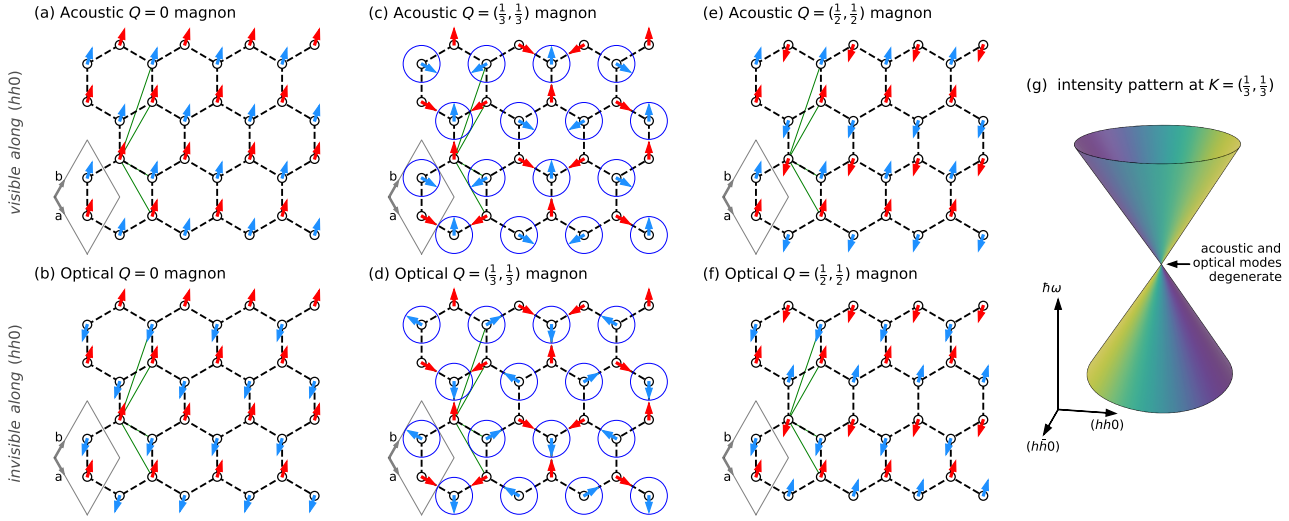 (a) Acoustic Q = 0 magnon
(c) Acoustic Q = (1/3, 1/3) magnon
(e) Acoustic Q = (1/2, 1/2) magnon
visible along (hh0)
b
a
b
a
b
a
(b) Optical Q = 0 magnon
(d) Optical Q = (1/3, 1/3) magnon
(f) Optical Q = (1/2, 1/2) magnon
invisible along (hh0)
b
a
b
a
b
a
(g) intensity pattern at K = (1/3, 1/3)
acoustic and
optical modes
degenerate
ħω
(hh0)
(hh̄0)